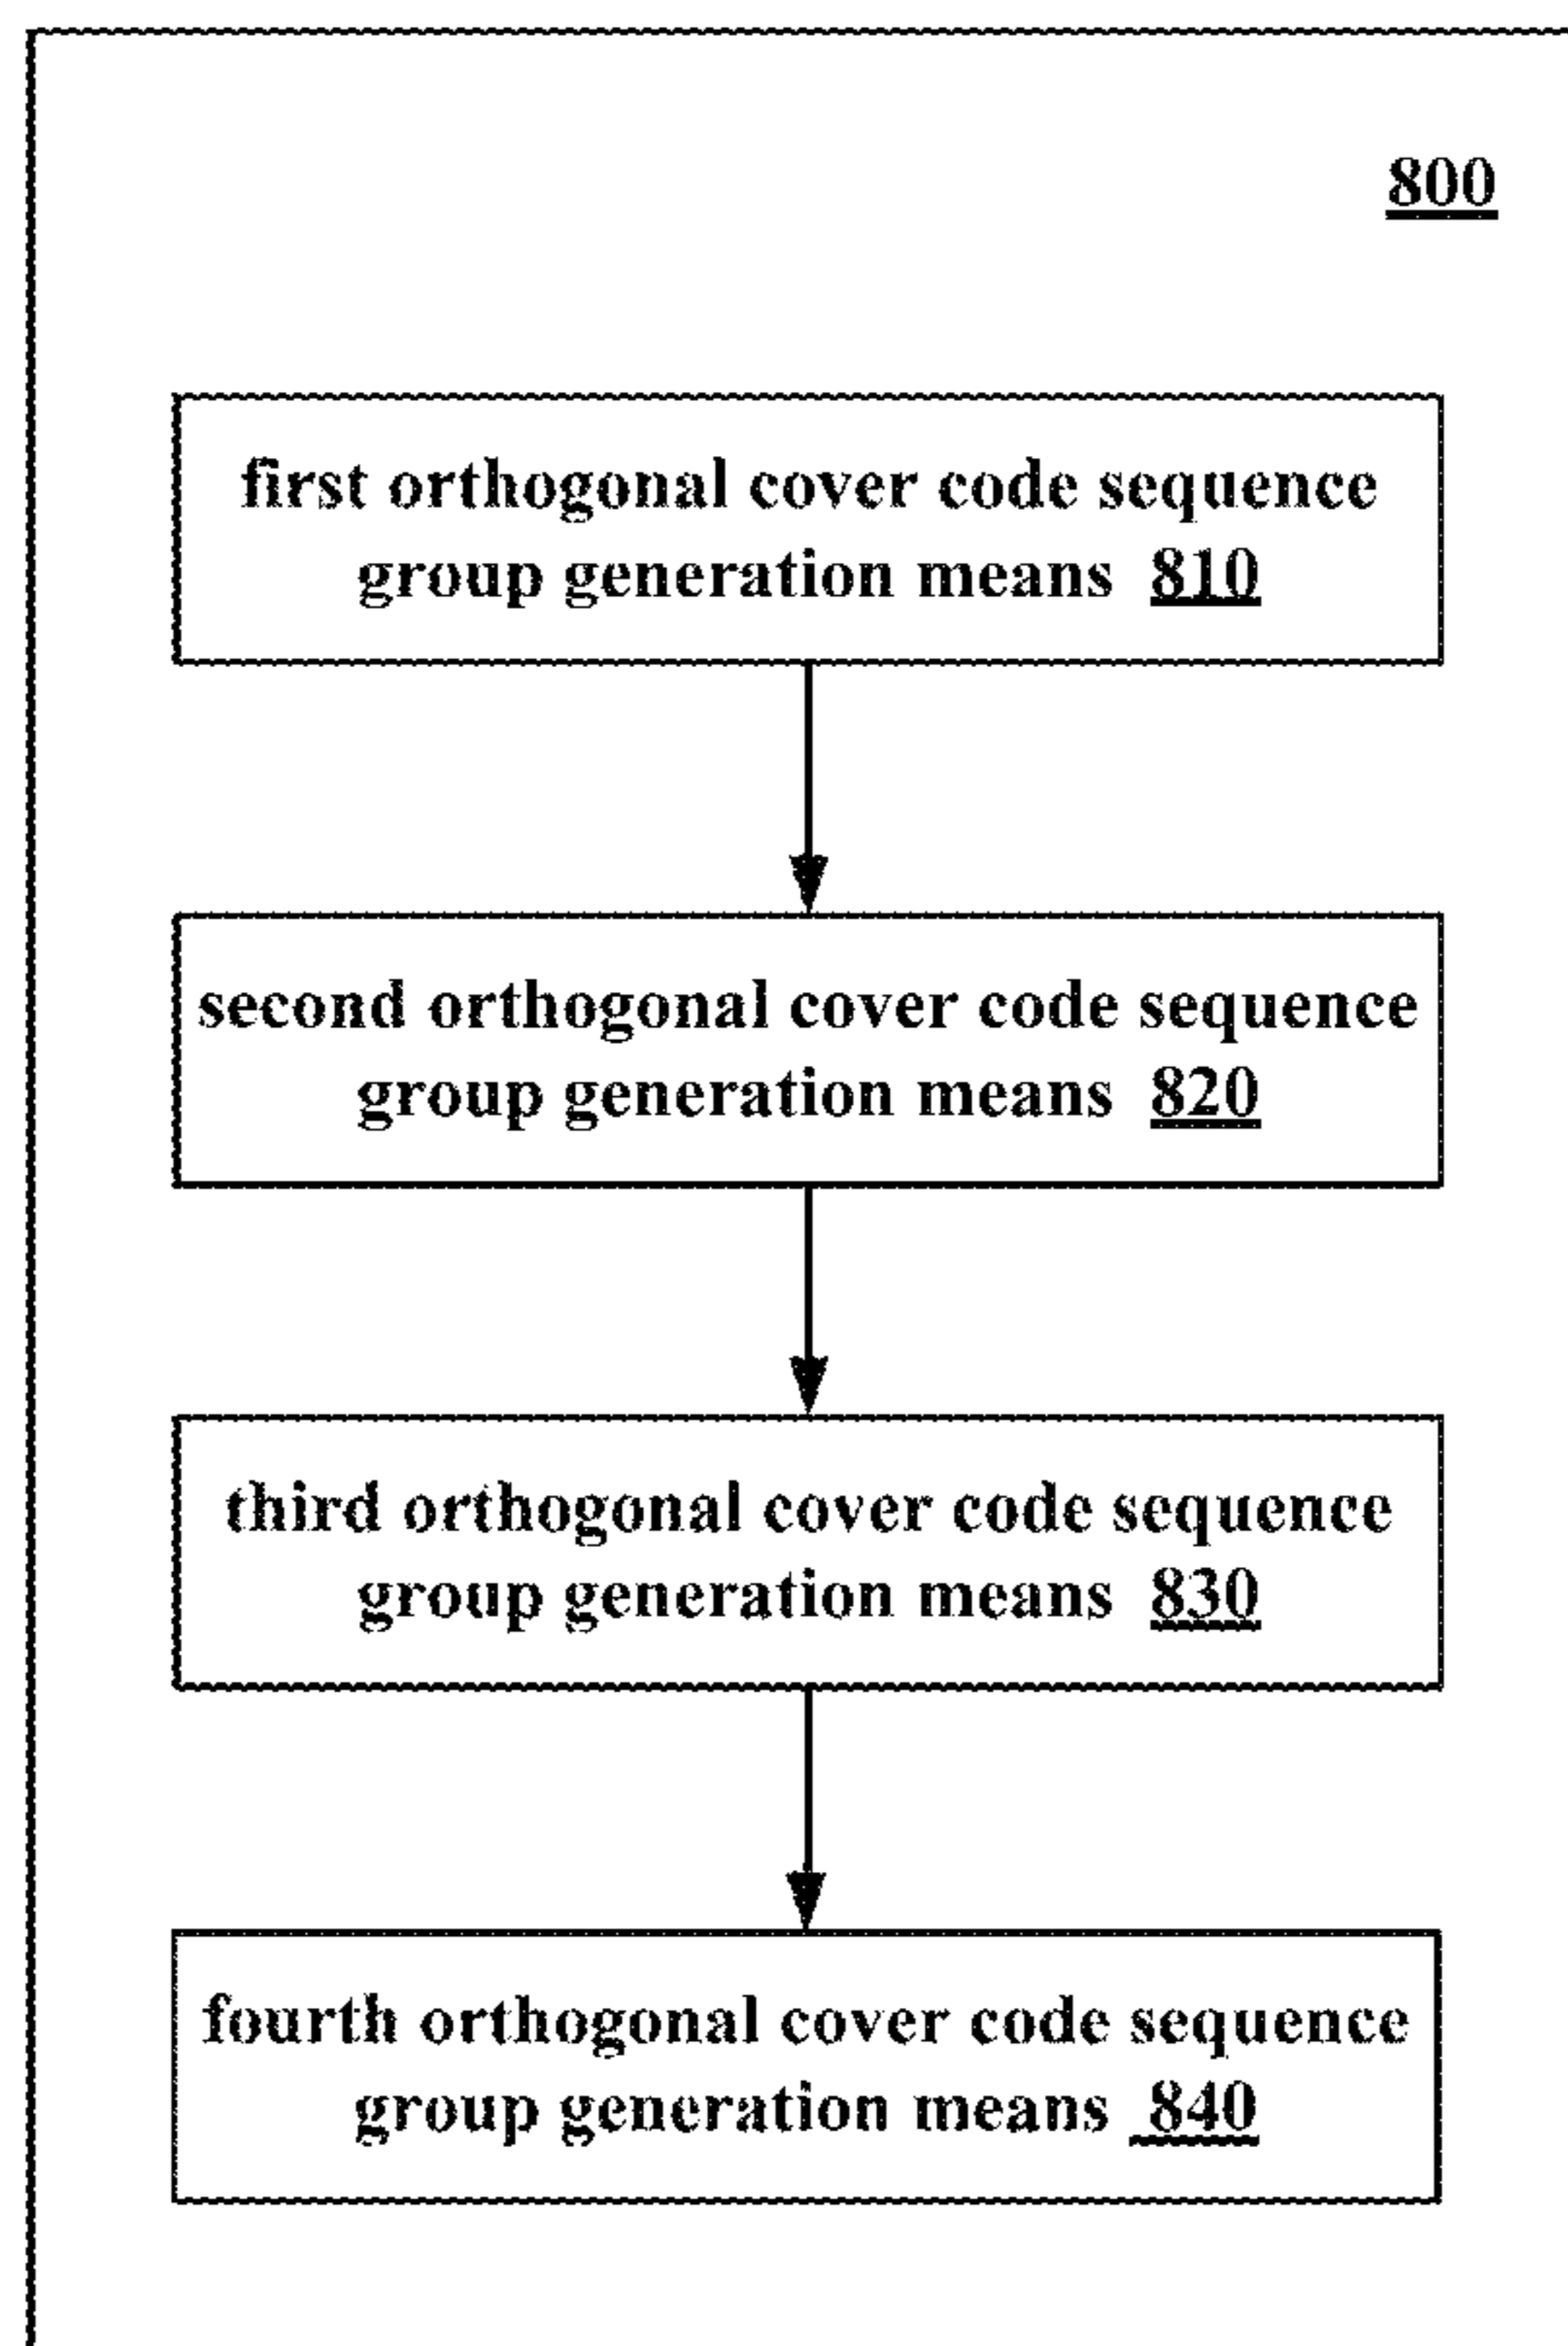 800
first orthogonal cover code sequence
group generation means 810
second orthogonal cover code sequence
group generation means 820
third orthogonal cover code sequence
group generation means 830
fourth orthogonal cover code sequence
group generation means 840